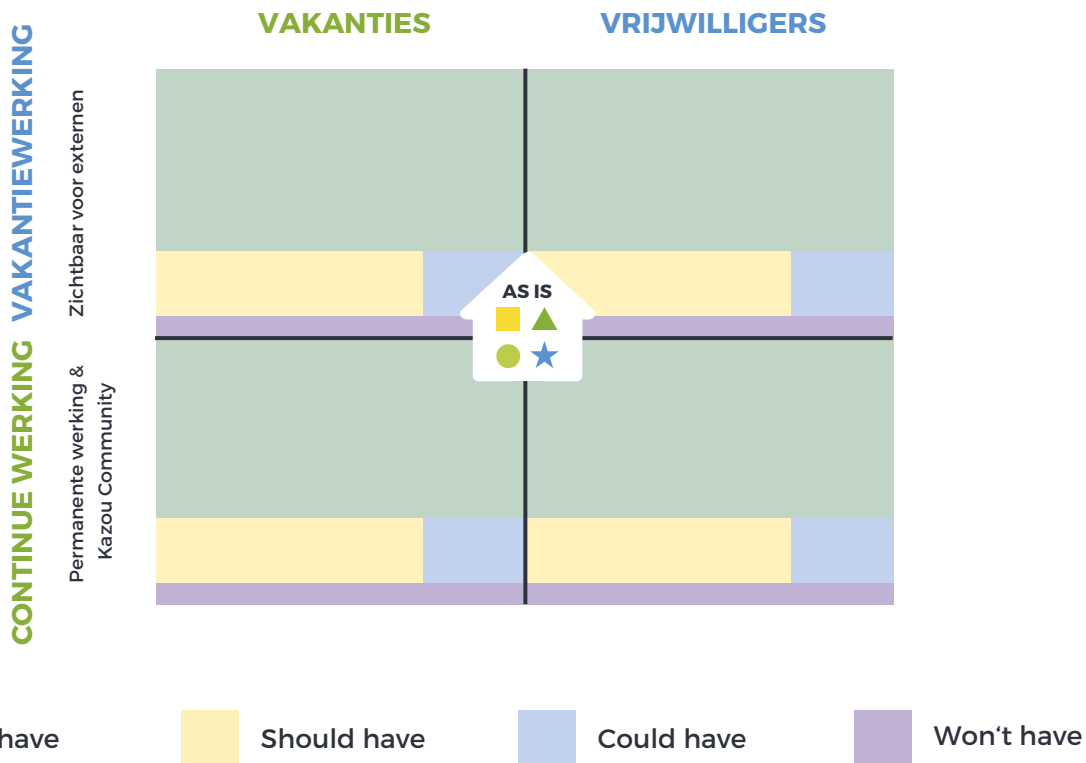 VAKANTIES
VRIJWILLIGERS
VAKANTIEWERKING
Zichtbaar voor externen
AS IS
CONTINUE WERKING
Permanente werking &
Kazou Community
have
Should have
Could have
Won‘t have